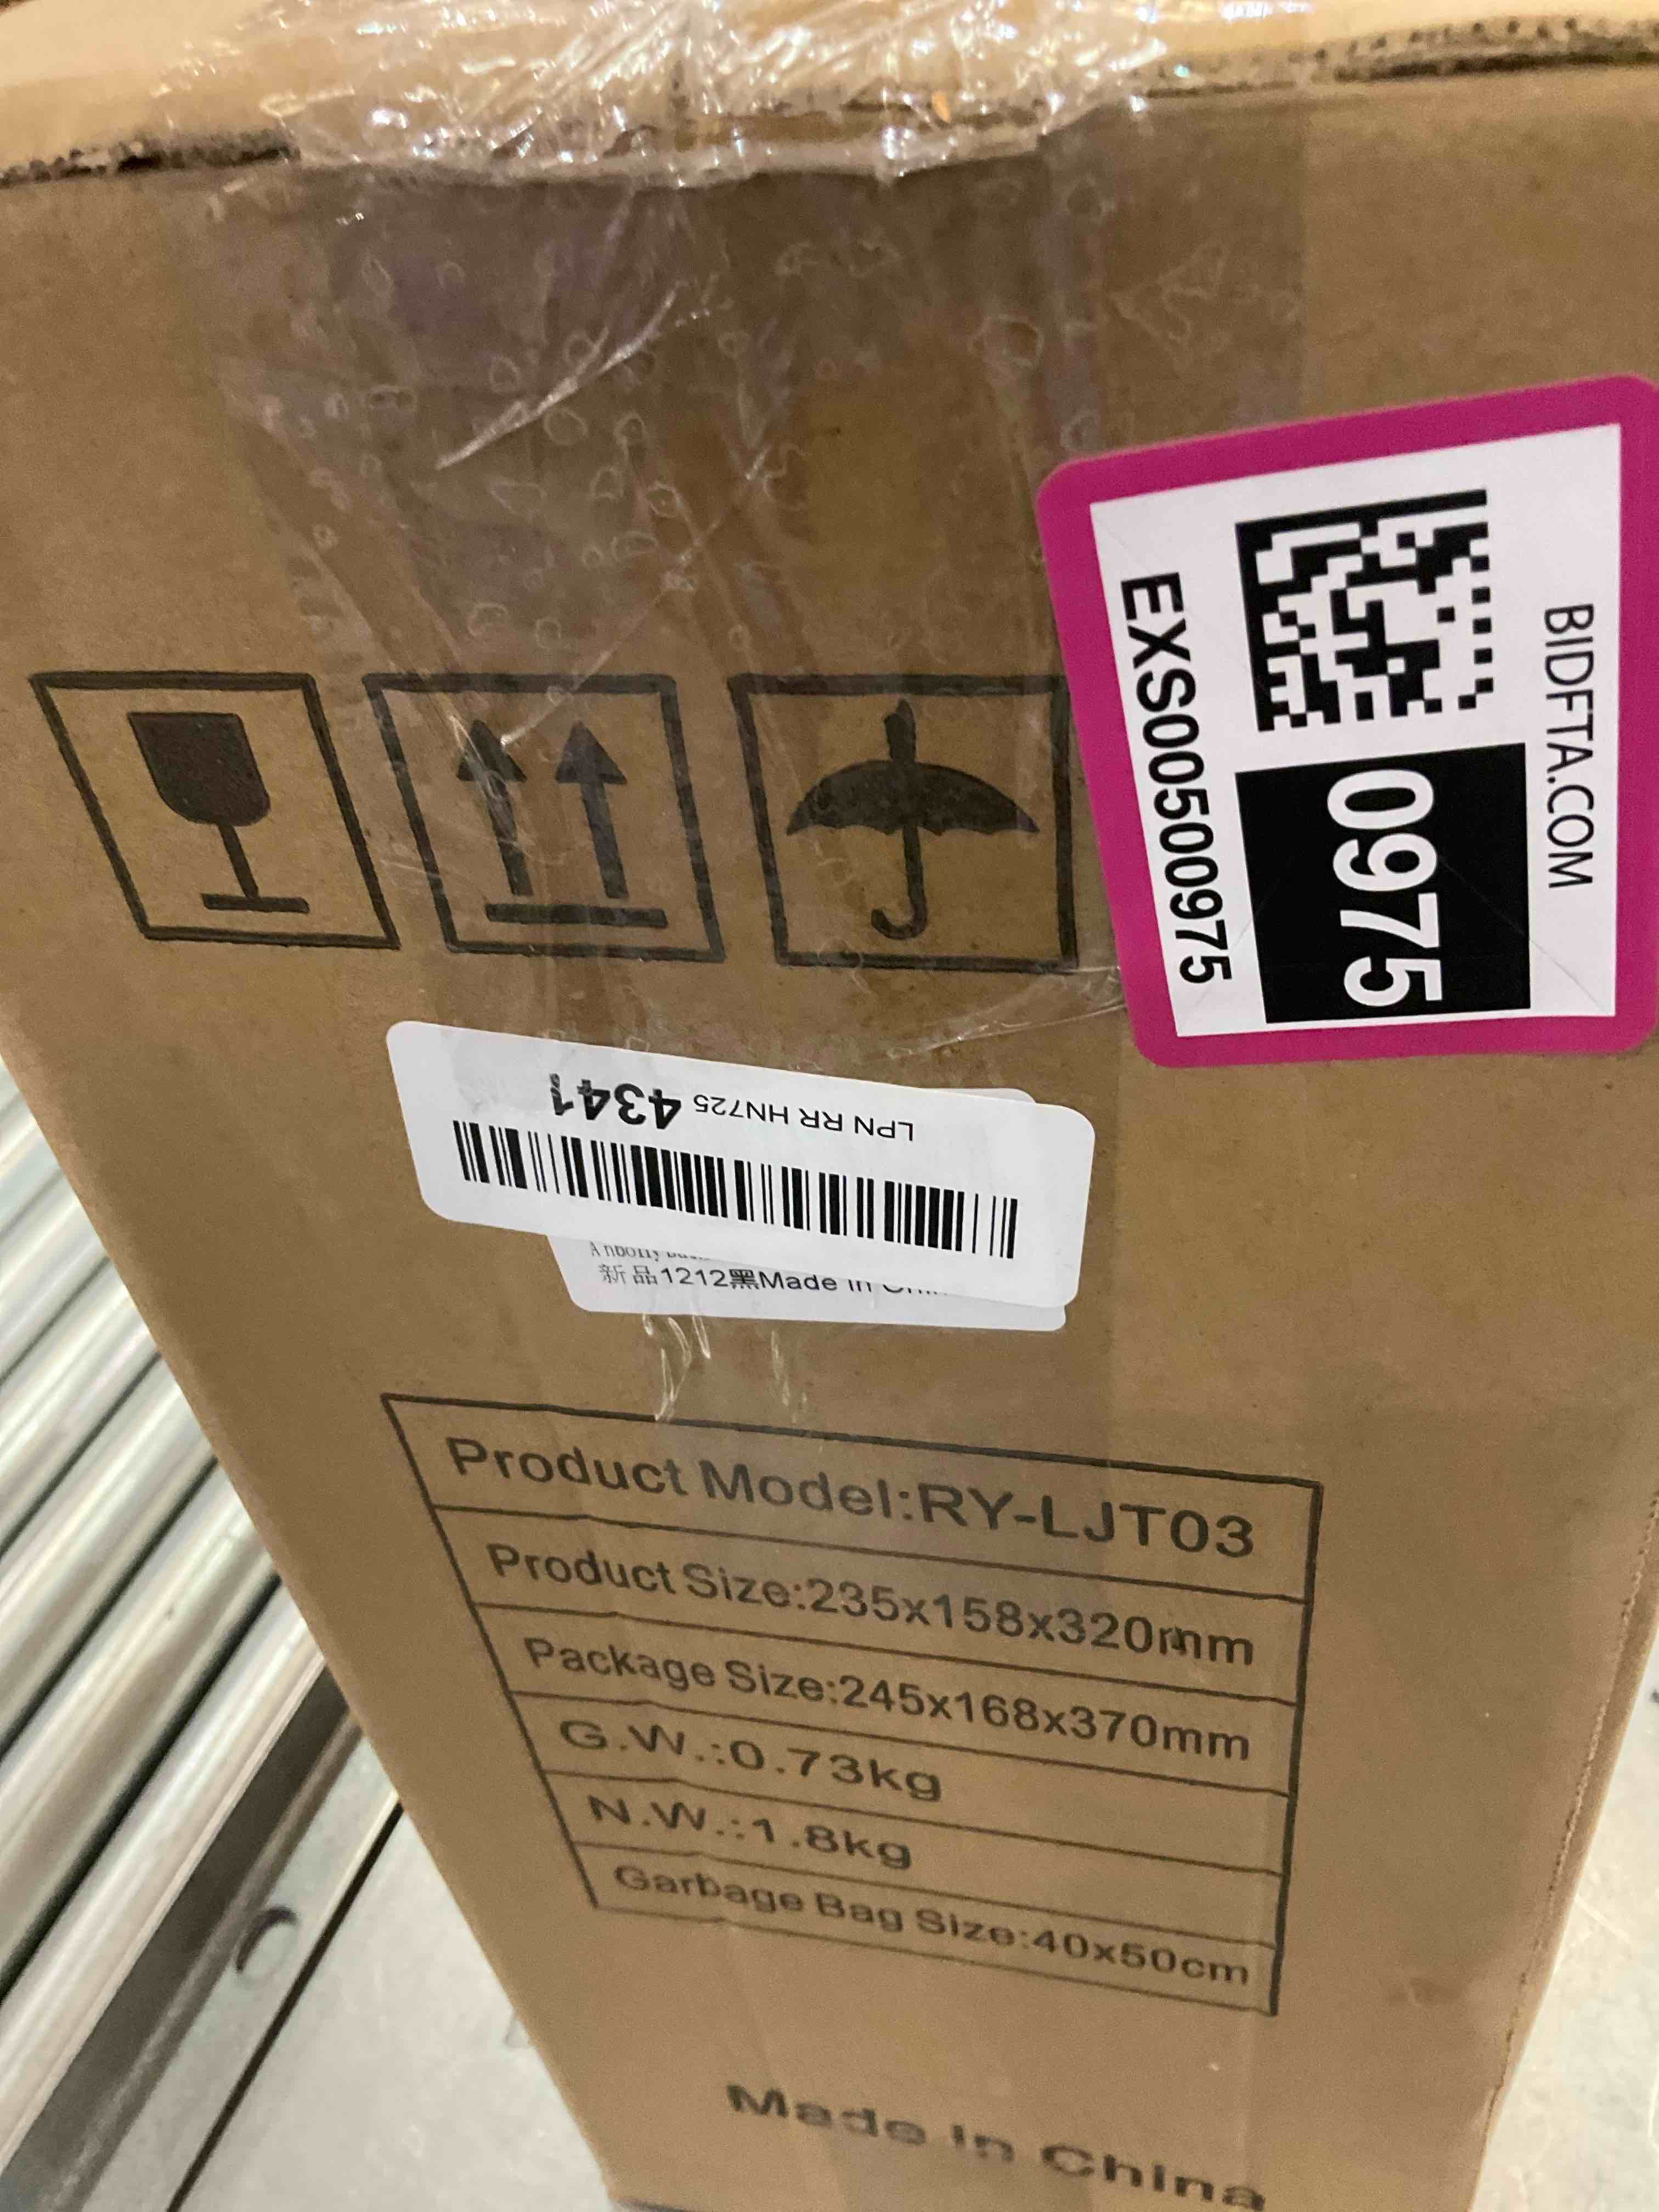 BIDFTA.COM
0975
EXS00500975
LPN RR HN725 4341
新品1212黑Made in
Product Model:RY-LJT03
Product Size:235x158x320mm
Package Size:245x168x370mm
G.W.:0.73kg
N.W.:1.8kg
Garbage Bag Size:40x50cm
Made In China